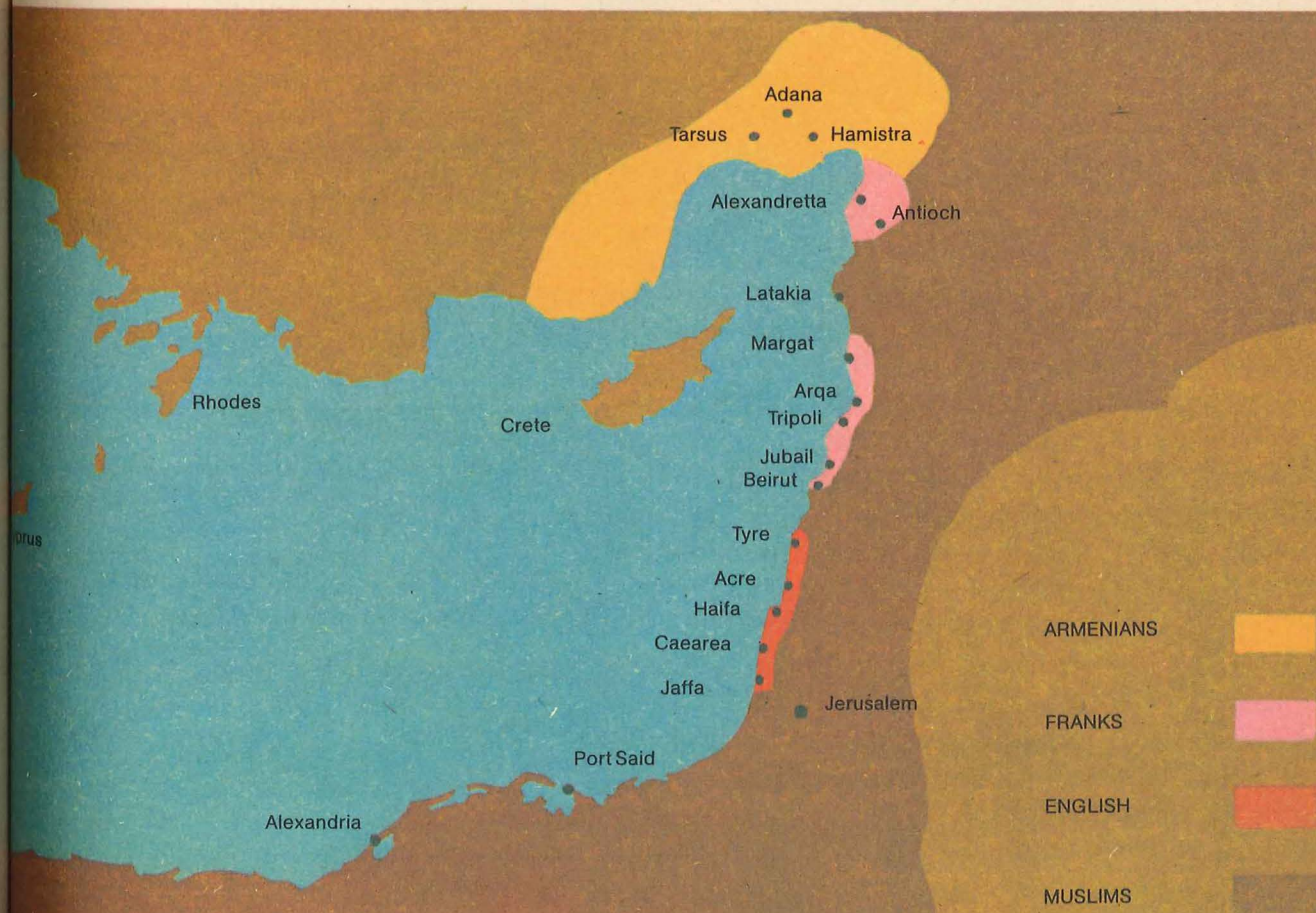 Adana
Tarsus
Hamistra
Alexandretta
Antioch
Latakia
Margat
Rhodes
Arqa
Tripoli
Crete
Jubail
Beirut
prus
Tyre
Acre
Haifa
Caearea
Jaffa
Jerusalem
Port Said
Alexandria
ARMENIANS
FRANKS
ENGLISH
MUSLIMS